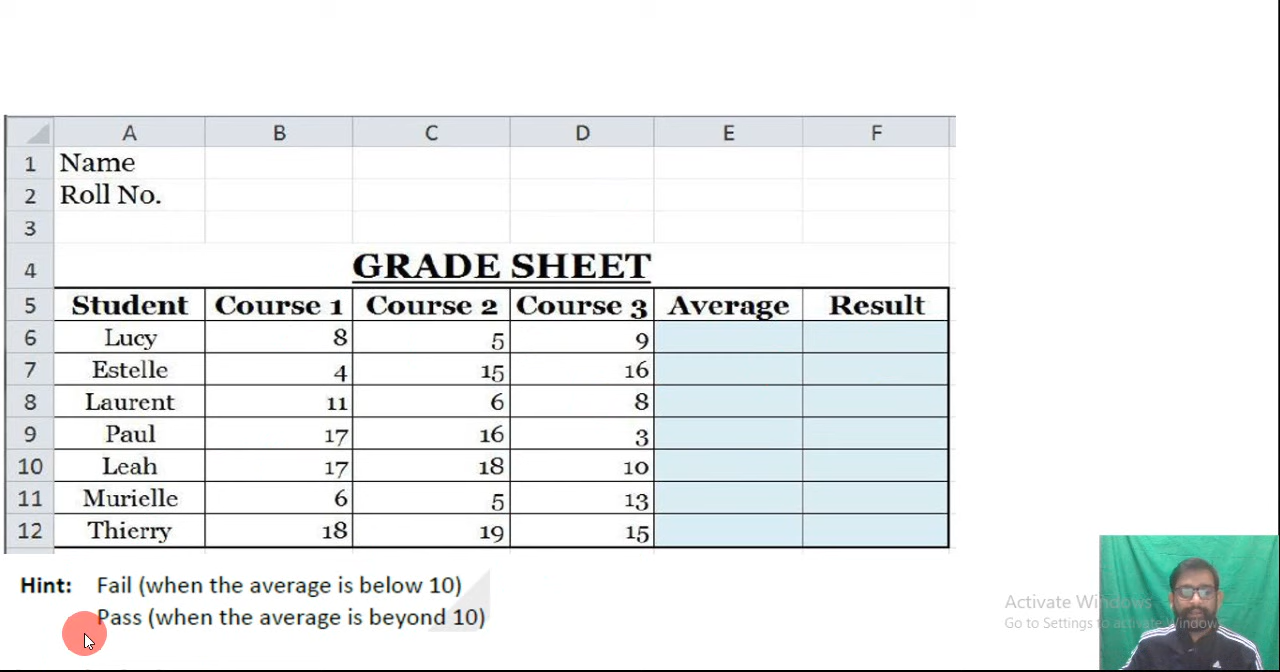 A B C D E F
1 Name
2 Roll No.
3
4 GRADE SHEET
5 Student Course 1 Course 2 Course 3 Average Result
6 Lucy 8 5 9
7 Estelle 4 15 16
8 Laurent 11 6 8
9 Paul 17 16 3
10 Leah 17 18 10
11 Murielle 6 5 13
12 Thierry 18 19 15
Hint: Fail (when the average is below 10)
Pass (when the average is beyond 10)
Activate Windows
Go to Settings to activate Windows.